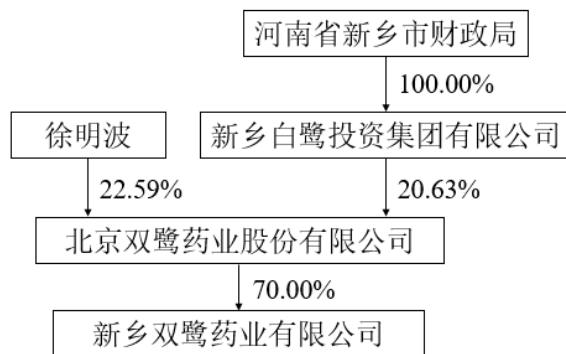 河南省新乡市财政局
100.00%
徐明波
新乡白鹭投资集团有限公司
22.59%
20.63%
北京双鹭药业股份有限公司
70.00%
新乡双鹭药业有限公司